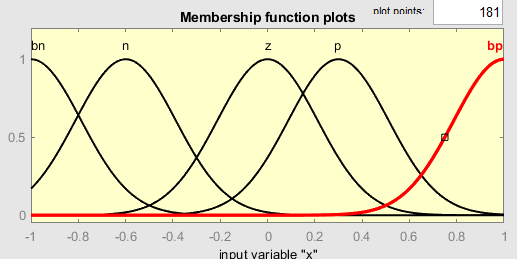 Membership function plots
plot points:
181
bn n z p bp
1
0.5
0
-1 -0.8 -0.6 -0.4 -0.2 0 0.2 0.4 0.6 0.8 1
input variable "x"